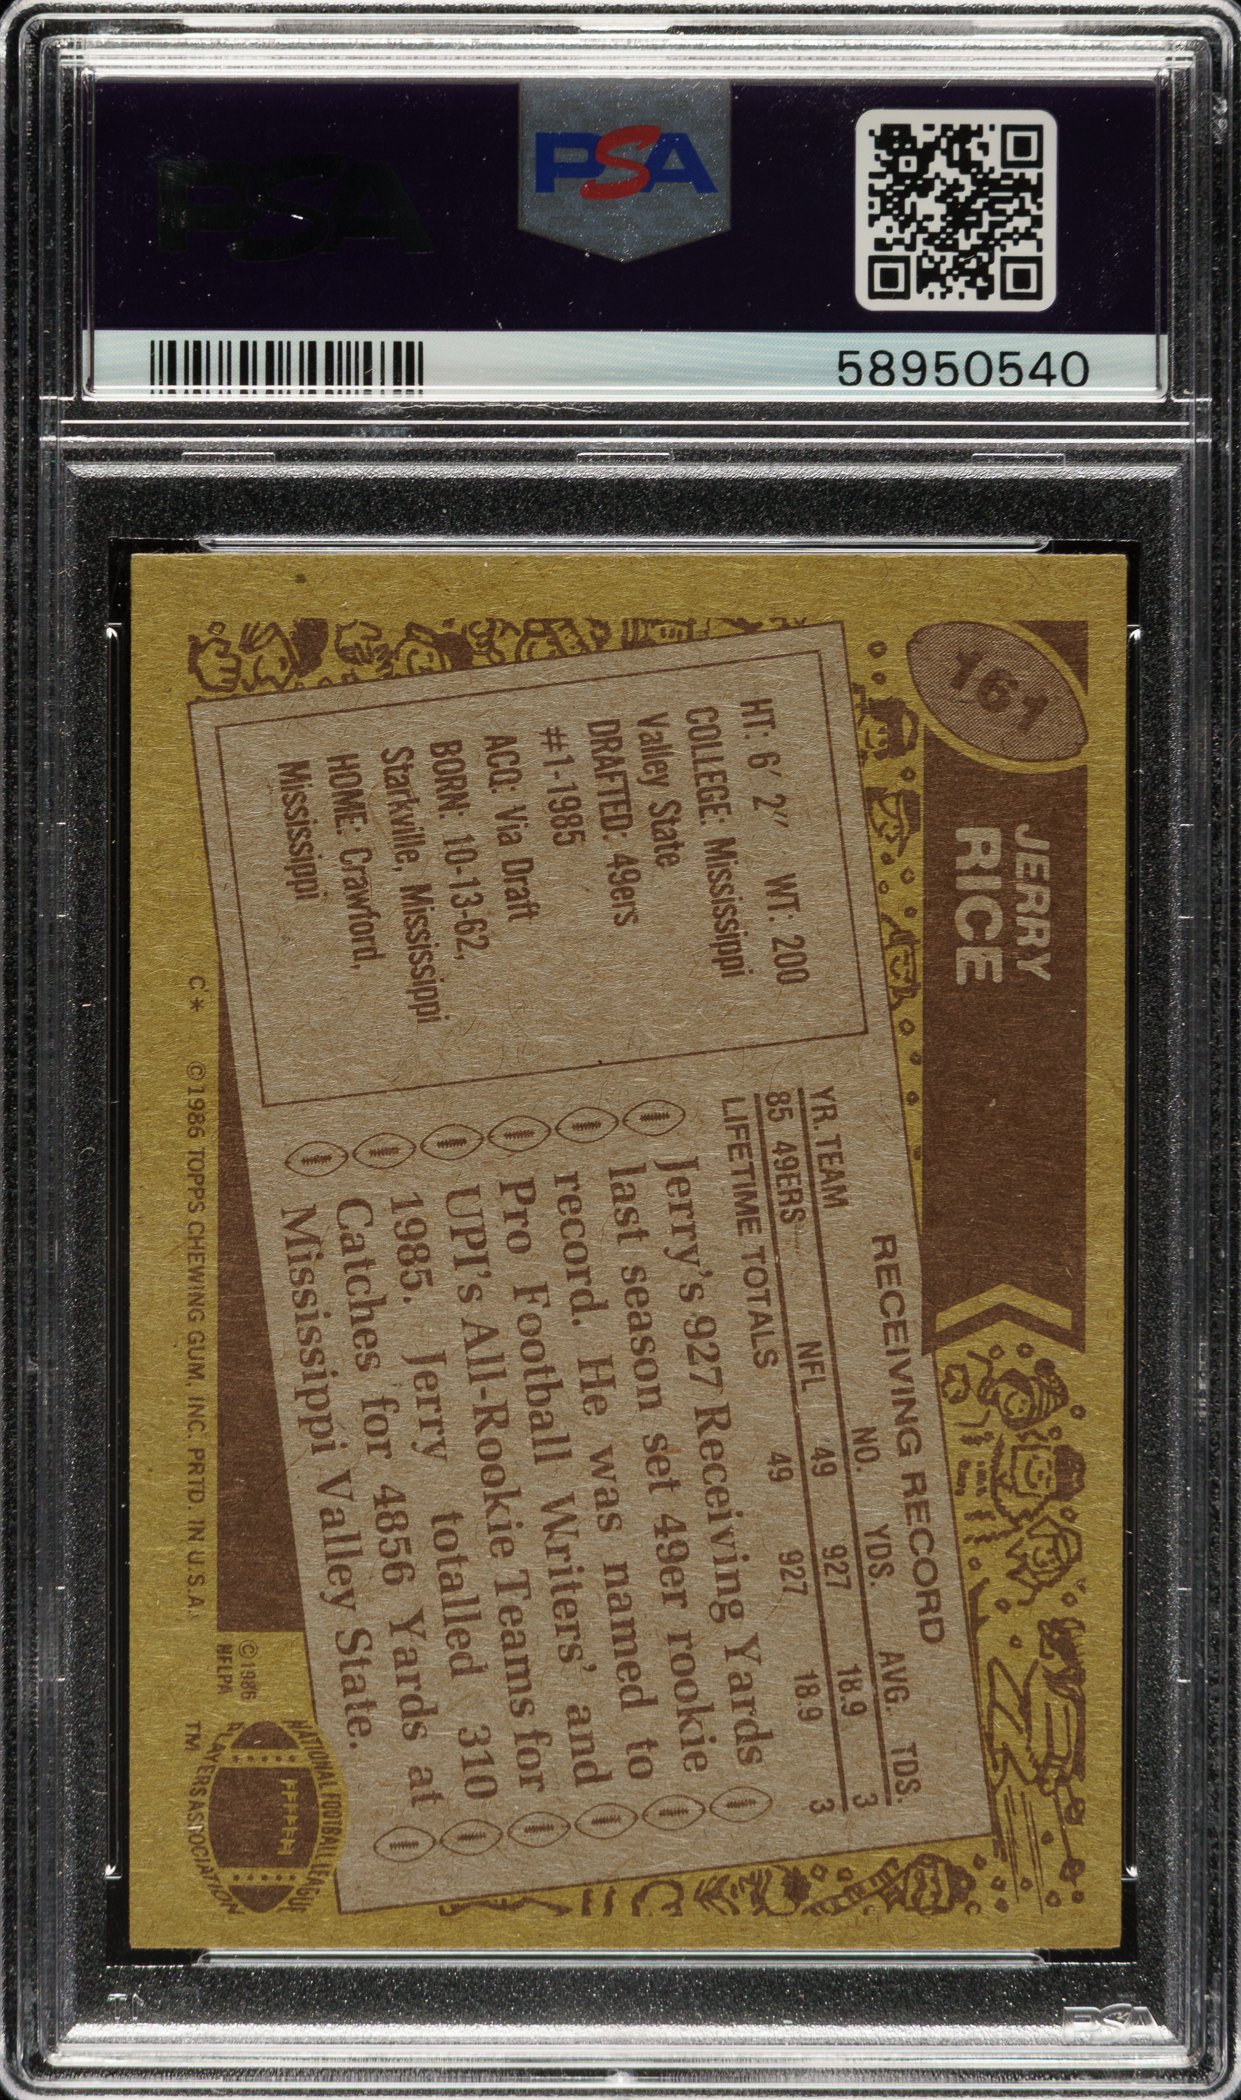 PSA
PSA
58950540
161
JERRY
RICE
HT: 6' 2" WT: 200
COLLEGE: Mississippi
Valley State
DRAFTED: 49ers
#1-1985
ACQ: Via Draft
BORN: 10-13-62,
Starkville, Mississippi
HOME: Crawford,
Mississippi
RECEIVING RECORD
YR. TEAM NO. YDS. AVG. TDS.
85 49ERS NFL 49 927 18.9 3
LIFETIME TOTALS 49 927 18.9 3
Jerry's 927 Receiving Yards
last season set 49er rookie
record. He was named to
Pro Football Writers' and
UPI's All-Rookie Teams for
1985. Jerry totalled 310
Catches for 4856 Yards at
Mississippi Valley State.
C* © 1986 TOPPS CHEWING GUM, INC. PRTD. IN U.S.A.
© 1986
NFLPA
NATIONAL FOOTBALL LEAGUE
PLAYERS ASSOCIATION
TM
PSA